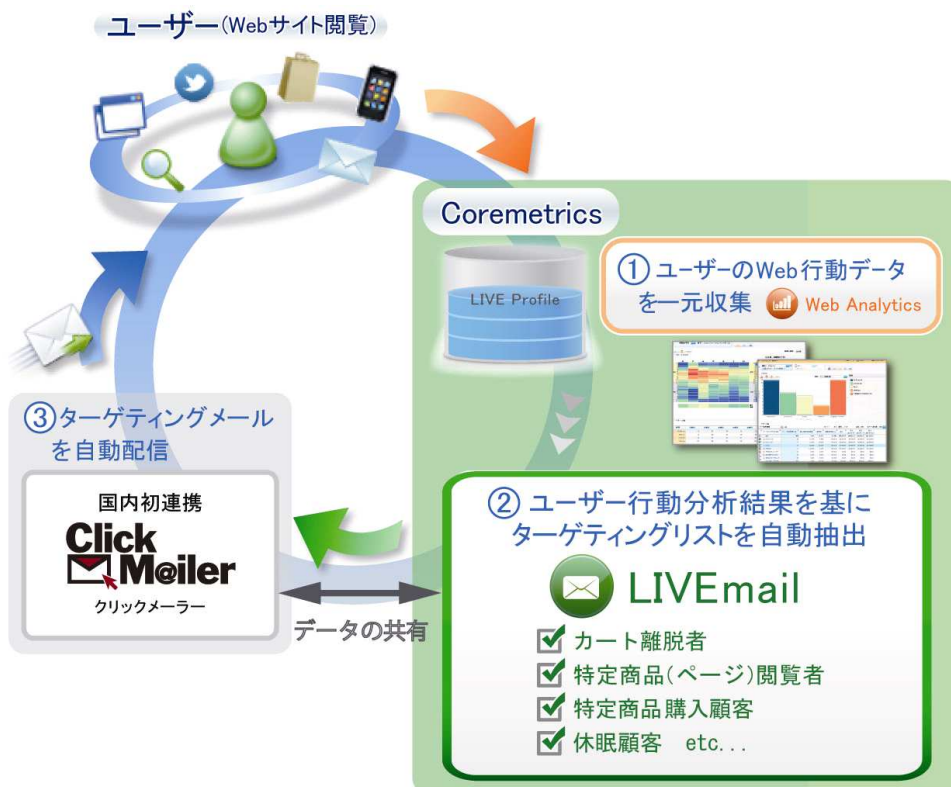 ユーザー(Webサイト閲覧)
Coremetrics
LIVE Profile
①ユーザーのWeb行動データ
を一元収集 Web Analytics
②ユーザー行動分析結果を基に
ターゲティングリストを自動抽出
LIVEmail
カート離脱者
特定商品(ページ)閲覧者
特定商品購入顧客
休眠顧客 etc...
データの共有
③ターゲティングメール
を自動配信
国内初連携
Click
M@iler
クリックメーラー